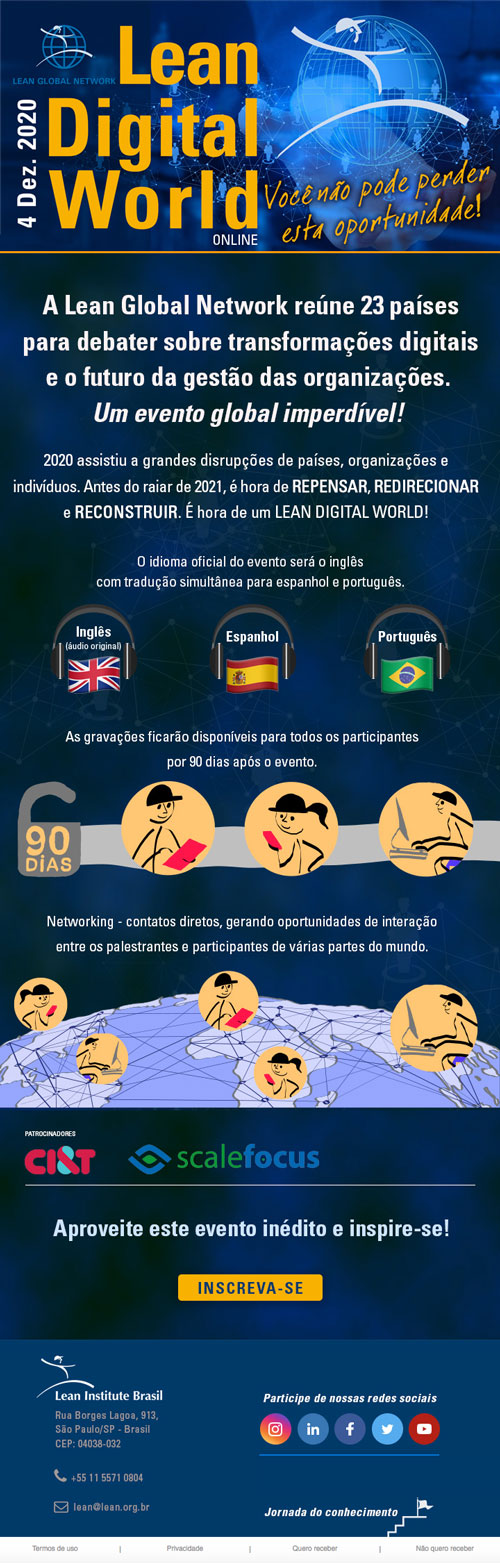 LEAN GLOBAL NETWORK
4 Dez. 2020
Lean
Digital
World
ONLINE
Você não pode perder
esta oportunidade!
A Lean Global Network reúne 23 países
para debater sobre transformações digitais
e o futuro da gestão das organizações.
Um evento global imperdível!
2020 assistiu a grandes disrupções de países, organizações e
indivíduos. Antes do raiar de 2021, é hora de REPENSAR, REDIRECIONAR
e RECONSTRUIR. É hora de um LEAN DIGITAL WORLD!
O idioma oficial do evento será o inglês
com tradução simultânea para espanhol e português.
Inglês
(áudio original)
Espanhol
Português
As gravações ficarão disponíveis para todos os participantes
por 90 dias após o evento.
90
DiAS
Networking - contatos diretos, gerando oportunidades de interação
entre os palestrantes e participantes de várias partes do mundo.
PATROCINADORES
CI&T
scalefocus
Aproveite este evento inédito e inspire-se!
INSCREVA-SE
Lean Institute Brasil
Rua Borges Lagoa, 913,
São Paulo/SP - Brasil
CEP: 04038-032
+55 11 5571 0804
lean@lean.org.br
Participe de nossas redes sociais
in
f
Jornada do conhecimento
Termos de uso | Privacidade | Quero receber | Não quero receber